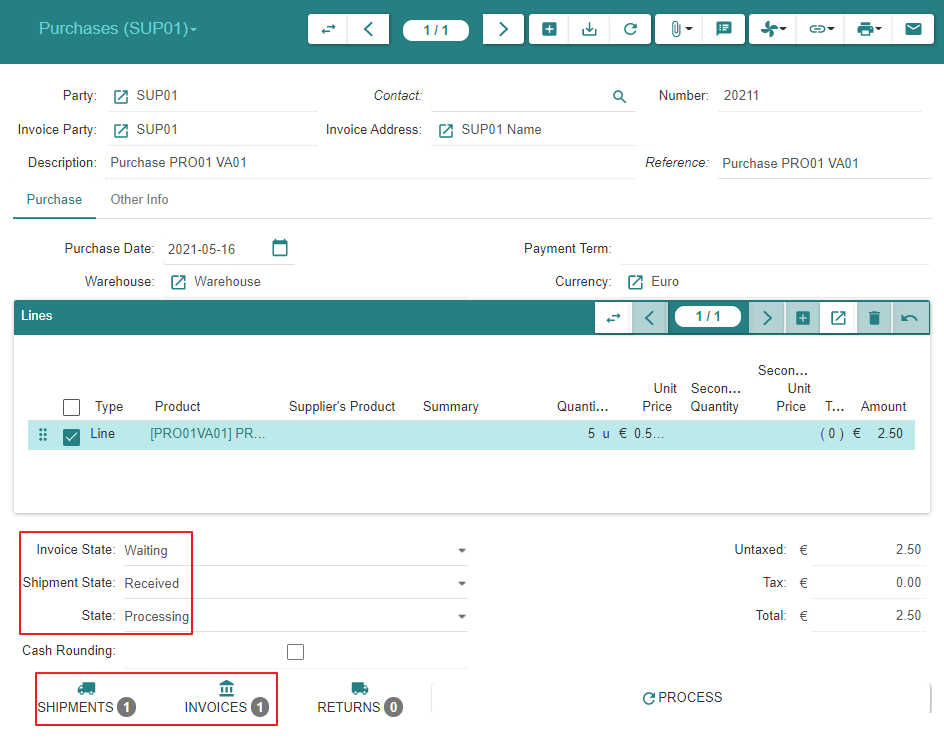 Purchases (SUP01)
1 / 1
Party: SUP01 Contact: Number: 20211
Invoice Party: SUP01 Invoice Address: SUP01 Name
Description: Purchase PRO01 VA01 Reference: Purchase PRO01 VA01
Purchase Other Info
Purchase Date: 2021-05-16 Payment Term:
Warehouse: Warehouse Currency: Euro
Lines 1 / 1
Type Product Supplier's Product Summary Quanti... Unit Price Secon... Quantity Secon... Unit Price T... Amount
Line [PRO01VA01] PR... 5 u € 0.5... ( 0 ) € 2.50
Invoice State: Waiting Untaxed: € 2.50
Shipment State: Received Tax: € 0.00
State: Processing Total: € 2.50
Cash Rounding:
SHIPMENTS 1 INVOICES 1 RETURNS 0 PROCESS